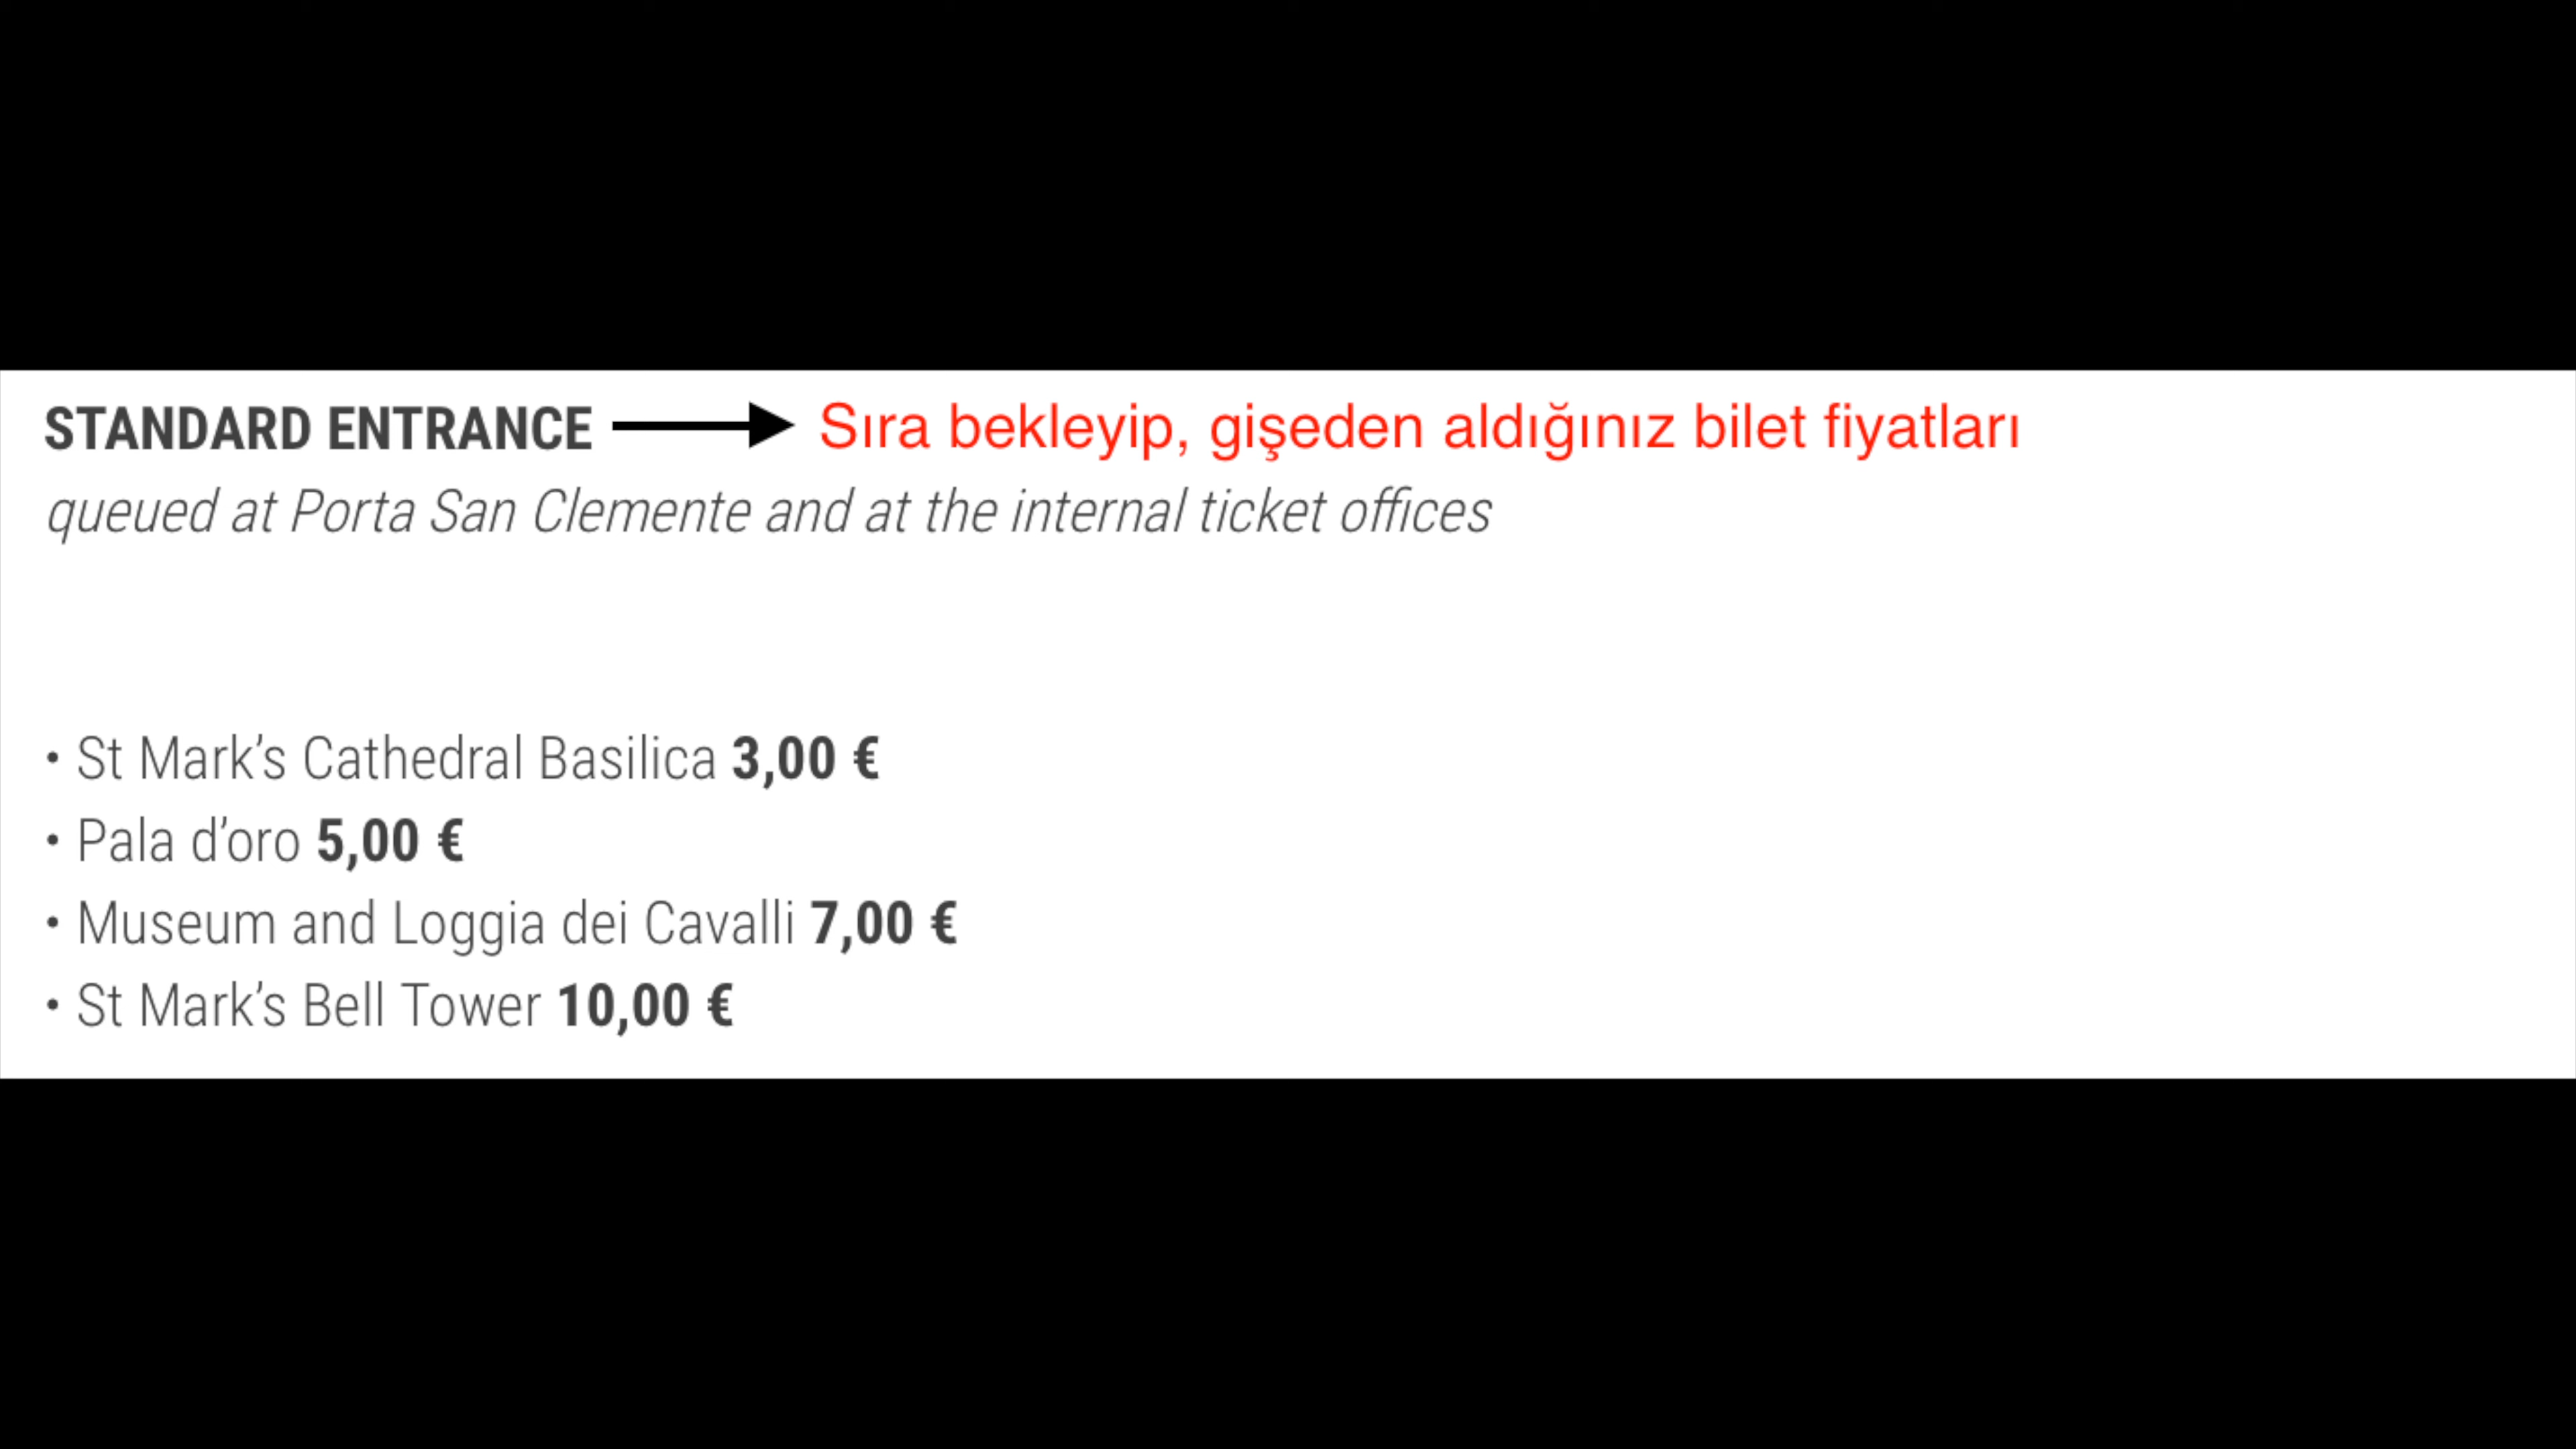 STANDARD ENTRANCE → Sıra bekleyip, gişeden aldığınız bilet fiyatları
queued at Porta San Clemente and at the internal ticket offices
• St Mark’s Cathedral Basilica 3,00 €
• Pala d’oro 5,00 €
• Museum and Loggia dei Cavalli 7,00 €
• St Mark’s Bell Tower 10,00 €